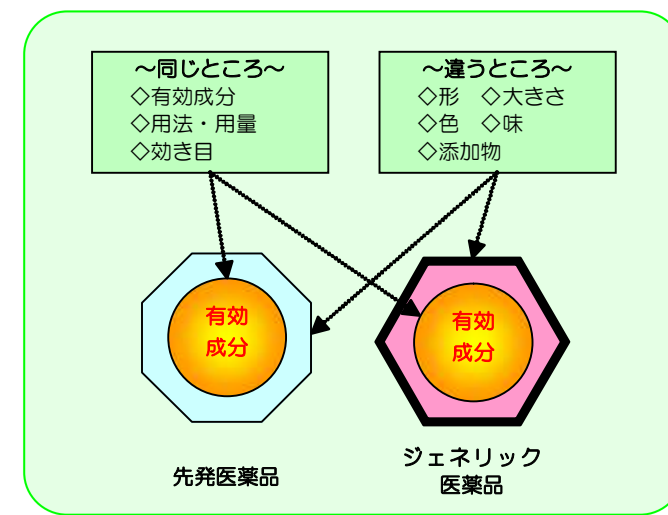 ～同じところ～
◇有効成分
◇用法・用量
◇効き目
～違うところ～
◇形　◇大きさ
◇色　◇味
◇添加物
有効
成分
有効
成分
先発医薬品
ジェネリック
医薬品